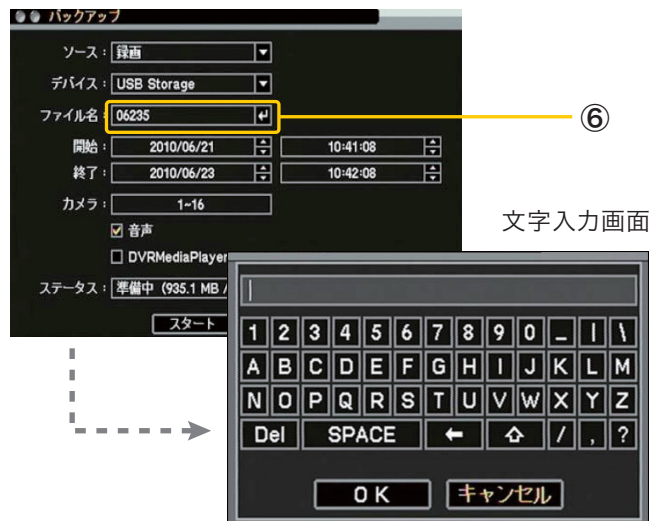 バックアップ
ソース： 録画
デバイス： USB Storage
ファイル名： 06235
⑥
開始： 2010/06/21 10:41:08
終了： 2010/06/23 10:42:08
カメラ： 1~16
音声
DVRMediaPlayer
ステータス： 準備中 (935.1 MB /
スタート
文字入力画面
1 2 3 4 5 6 7 8 9 0 _ | \
A B C D E F G H I J K L M
N O P Q R S T U V W X Y Z
Del SPACE ← ⇧ / , ?
OK キャンセル